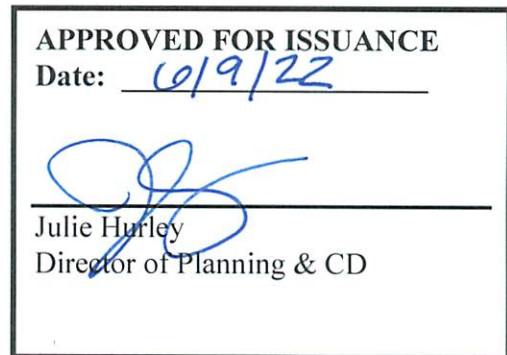 APPROVED FOR ISSUANCE
Date: 6/9/22
Julie Hurley
Director of Planning & CD